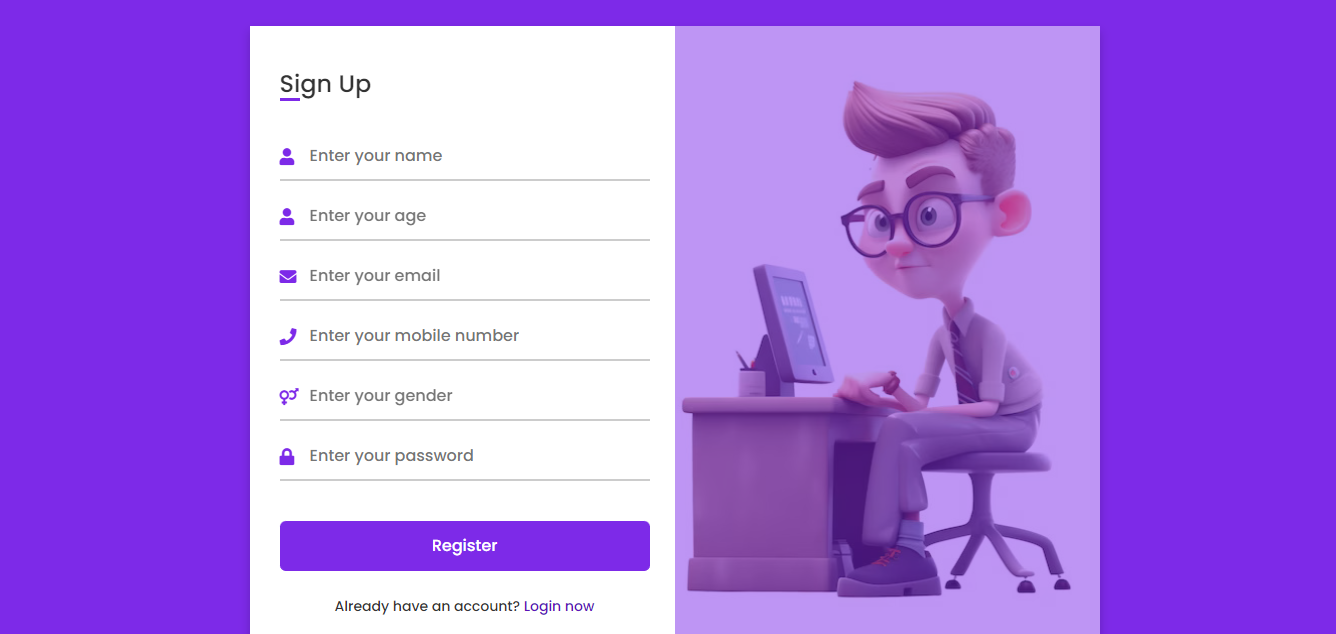 Sign Up
Enter your name
Enter your age
Enter your email
Enter your mobile number
Enter your gender
Enter your password
Register
Already have an account? Login now